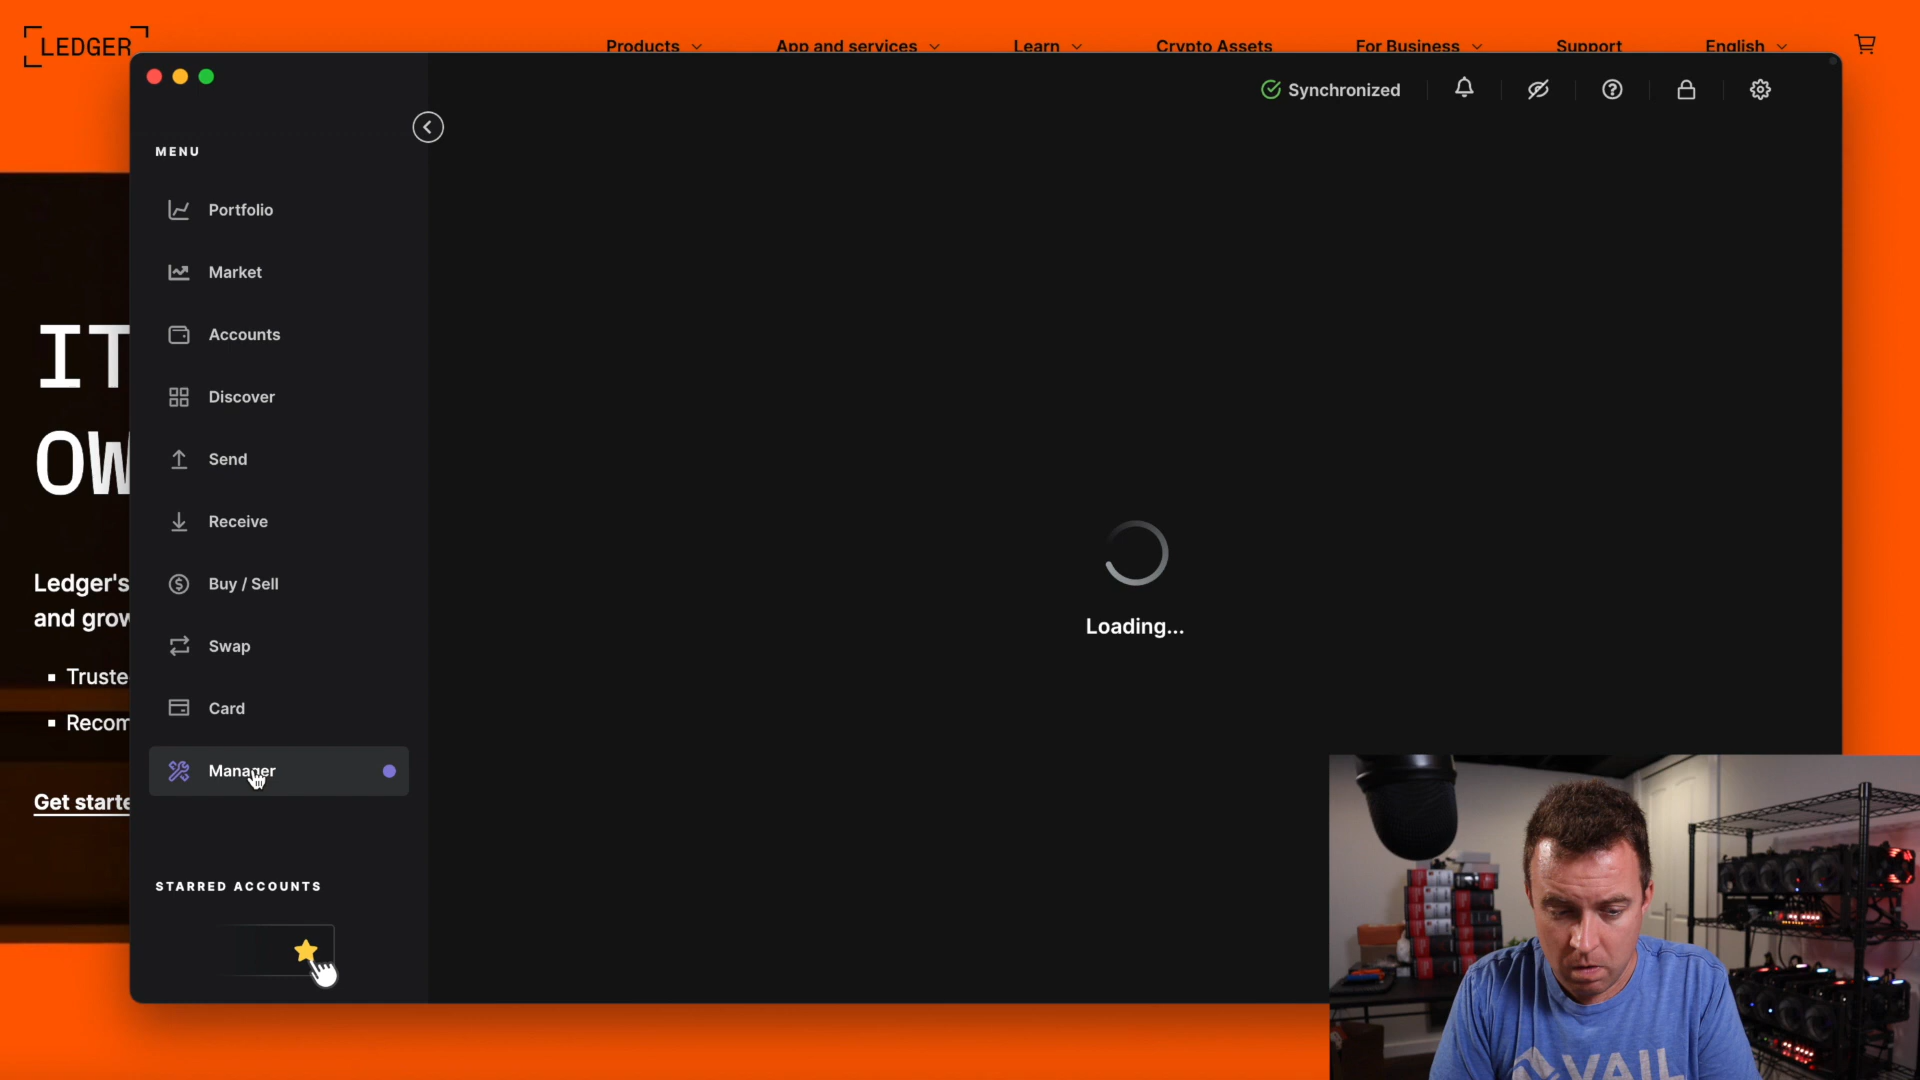 LEDGER
Products
App and services
Learn
Crypto Assets
For Business
Support
English
Synchronized
MENU
Portfolio
Market
Accounts
Discover
Send
Receive
Buy / Sell
Swap
Card
Manager
STARRED ACCOUNTS
Loading...
IT
OW
Ledger's
and grow
Truste
Recom
Get starte
VAIL